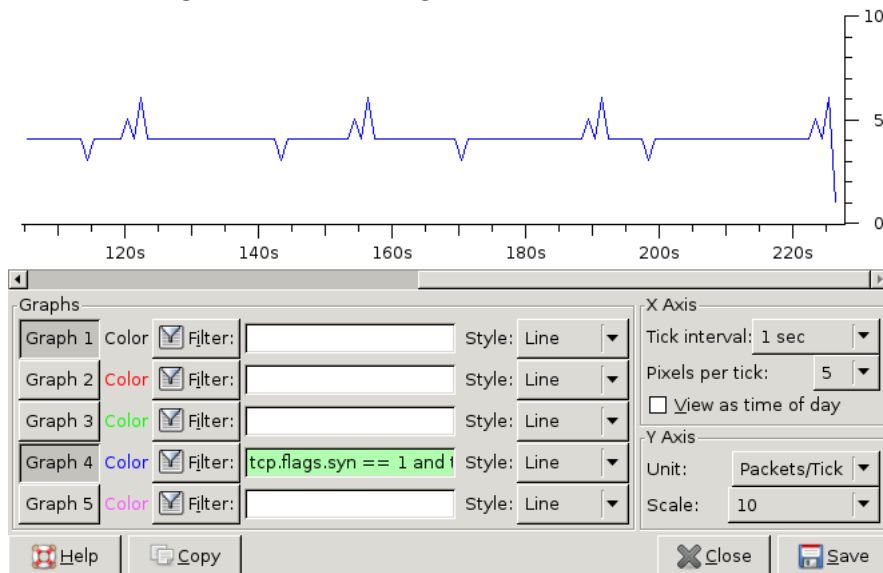 10
5
0
120s 140s 160s 180s 200s 220s
Graphs
Graph 1 Color Filter: Style: Line
Graph 2 Color Filter: Style: Line
Graph 3 Color Filter: Style: Line
Graph 4 Color Filter: tcp.flags.syn == 1 and Style: Line
Graph 5 Color Filter: Style: Line
X Axis
Tick interval: 1 sec
Pixels per tick: 5
View as time of day
Y Axis
Unit: Packets/Tick
Scale: 10
Help Copy Close Save